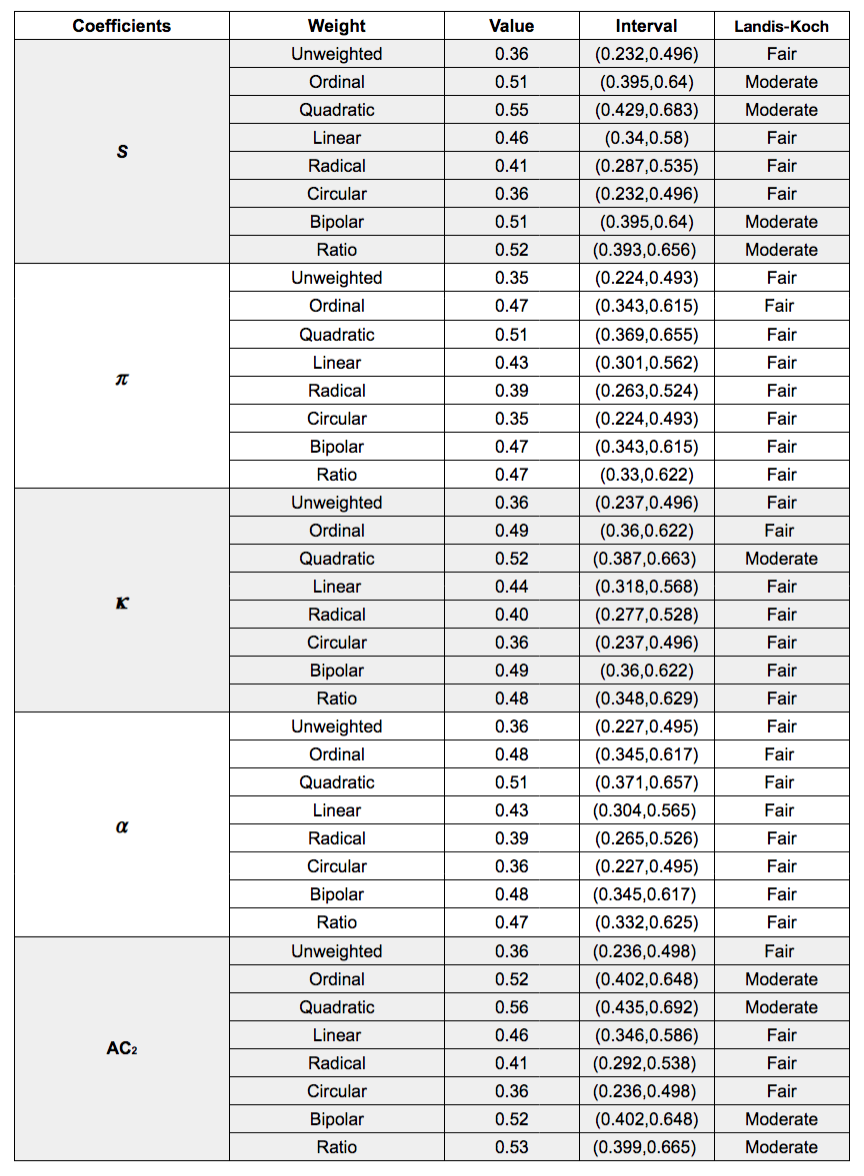 Coefficients Weight Value Interval Landis-Koch
Unweighted 0.36 (0.232,0.496) Fair
Ordinal 0.51 (0.395,0.64) Moderate
Quadratic 0.55 (0.429,0.683) Moderate
Linear 0.46 (0.34,0.58) Fair
S
Radical 0.41 (0.287,0.535) Fair
Circular 0.36 (0.232,0.496) Fair
Bipolar 0.51 (0.395,0.64) Moderate
Ratio 0.52 (0.393,0.656) Moderate
Unweighted 0.35 (0.224,0.493) Fair
Ordinal 0.47 (0.343,0.615) Fair
Quadratic 0.51 (0.369,0.655) Fair
Linear 0.43 (0.301,0.562) Fair
π
Radical 0.39 (0.263,0.524) Fair
Circular 0.35 (0.224,0.493) Fair
Bipolar 0.47 (0.343,0.615) Fair
Ratio 0.47 (0.33,0.622) Fair
Unweighted 0.36 (0.237,0.496) Fair
Ordinal 0.49 (0.36,0.622) Fair
Quadratic 0.52 (0.387,0.663) Moderate
Linear 0.44 (0.318,0.568) Fair
κ
Radical 0.40 (0.277,0.528) Fair
Circular 0.36 (0.237,0.496) Fair
Bipolar 0.49 (0.36,0.622) Fair
Ratio 0.48 (0.348,0.629) Fair
Unweighted 0.36 (0.227,0.495) Fair
Ordinal 0.48 (0.345,0.617) Fair
Quadratic 0.51 (0.371,0.657) Fair
Linear 0.43 (0.304,0.565) Fair
α
Radical 0.39 (0.265,0.526) Fair
Circular 0.36 (0.227,0.495) Fair
Bipolar 0.48 (0.345,0.617) Fair
Ratio 0.47 (0.332,0.625) Fair
Unweighted 0.36 (0.236,0.498) Fair
Ordinal 0.52 (0.402,0.648) Moderate
Quadratic 0.56 (0.435,0.692) Moderate
Linear 0.46 (0.346,0.586) Fair
AC₂
Radical 0.41 (0.292,0.538) Fair
Circular 0.36 (0.236,0.498) Fair
Bipolar 0.52 (0.402,0.648) Moderate
Ratio 0.53 (0.399,0.665) Moderate